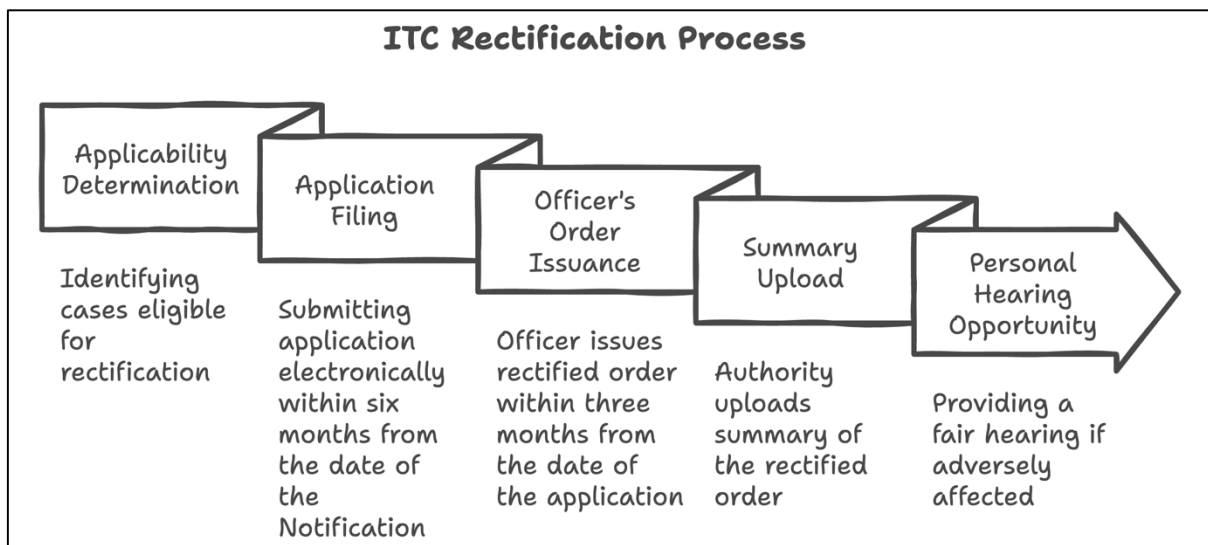 ITC Rectification Process
Applicability
Determination
Identifying
cases eligible
for
rectification
Application
Filing
Submitting
application
electronically
within six
months from
the date of
the
Notification
Officer's
Order
Issuance
Officer issues
rectified order
within three
months from
the date of
the application
Summary
Upload
Authority
uploads
summary of
the rectified
order
Personal
Hearing
Opportunity
Providing a
fair hearing if
adversely
affected